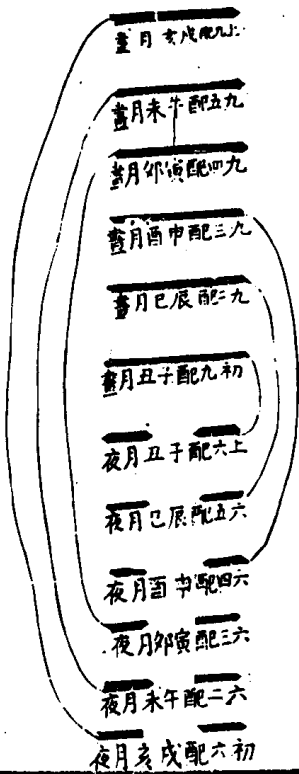 上九配戌亥月晝
九五配午未月晝
九四配寅卯月晝
九三配申酉月晝
九二配辰巳月晝
初九配子丑月晝
上六配子丑月夜
六五配辰巳月夜
六四配申酉月夜
六三配寅卯月夜
六二配午未月夜
初六配戌亥月夜